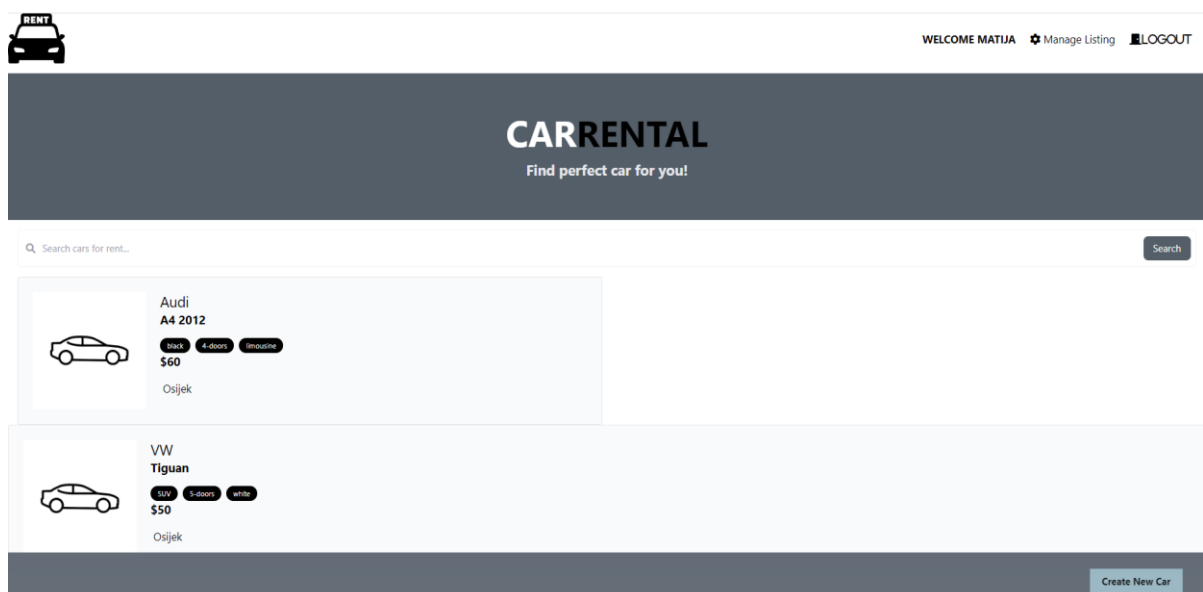 RENT
WELCOME MATIJA Manage Listing LOGOUT
CARRENTAL
Find perfect car for you!
Search cars for rent... Search
Audi
A4 2012
black 4-doors limousine
$60
Osijek
VW
Tiguan
SUV 5-doors white
$50
Osijek
Create New Car